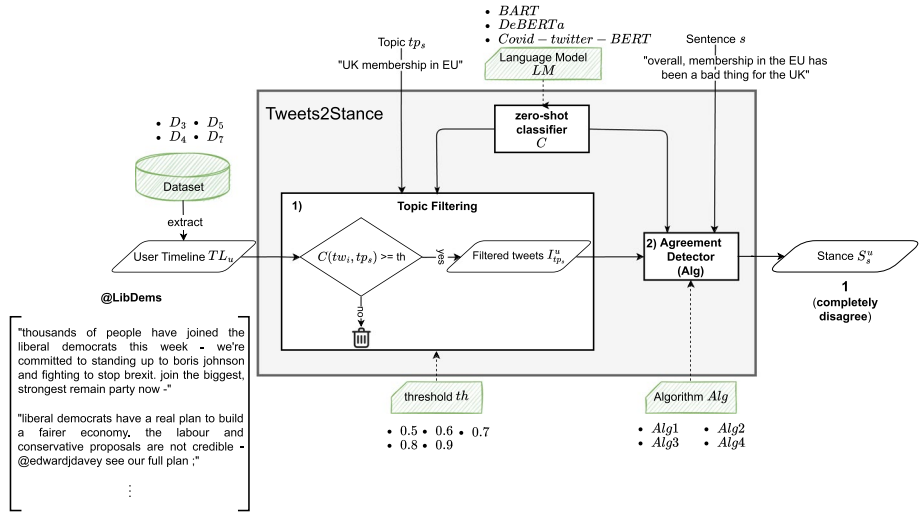 • BART
• DeBERTa
• Covid – twitter – BERT
Topic tp_s
"UK membership in EU"
Language Model
LM
Sentence s
"overall, membership in the EU has
been a bad thing for the UK"
Tweets2Stance
zero-shot
classifier
C
• D_3 • D_5
• D_4 • D_7
Dataset
extract
User Timeline TL_u
1)
Topic Filtering
C(tw_i, tp_s) >= th
yes
no
Filtered tweets I^u_{tp_s}
2) Agreement
Detector
(Alg)
Stance S^u_s
1
(completely
disagree)
@LibDems
"thousands of people have joined the
liberal democrats this week - we're
committed to standing up to boris johnson
and fighting to stop brexit. join the biggest,
strongest remain party now -"
"liberal democrats have a real plan to build
a fairer economy. the labour and
conservative proposals are not credible -
@edwardjdavey see our full plan ;"
⋮
threshold th
• 0.5 • 0.6 • 0.7
• 0.8 • 0.9
Algorithm Alg
• Alg1 • Alg2
• Alg3 • Alg4